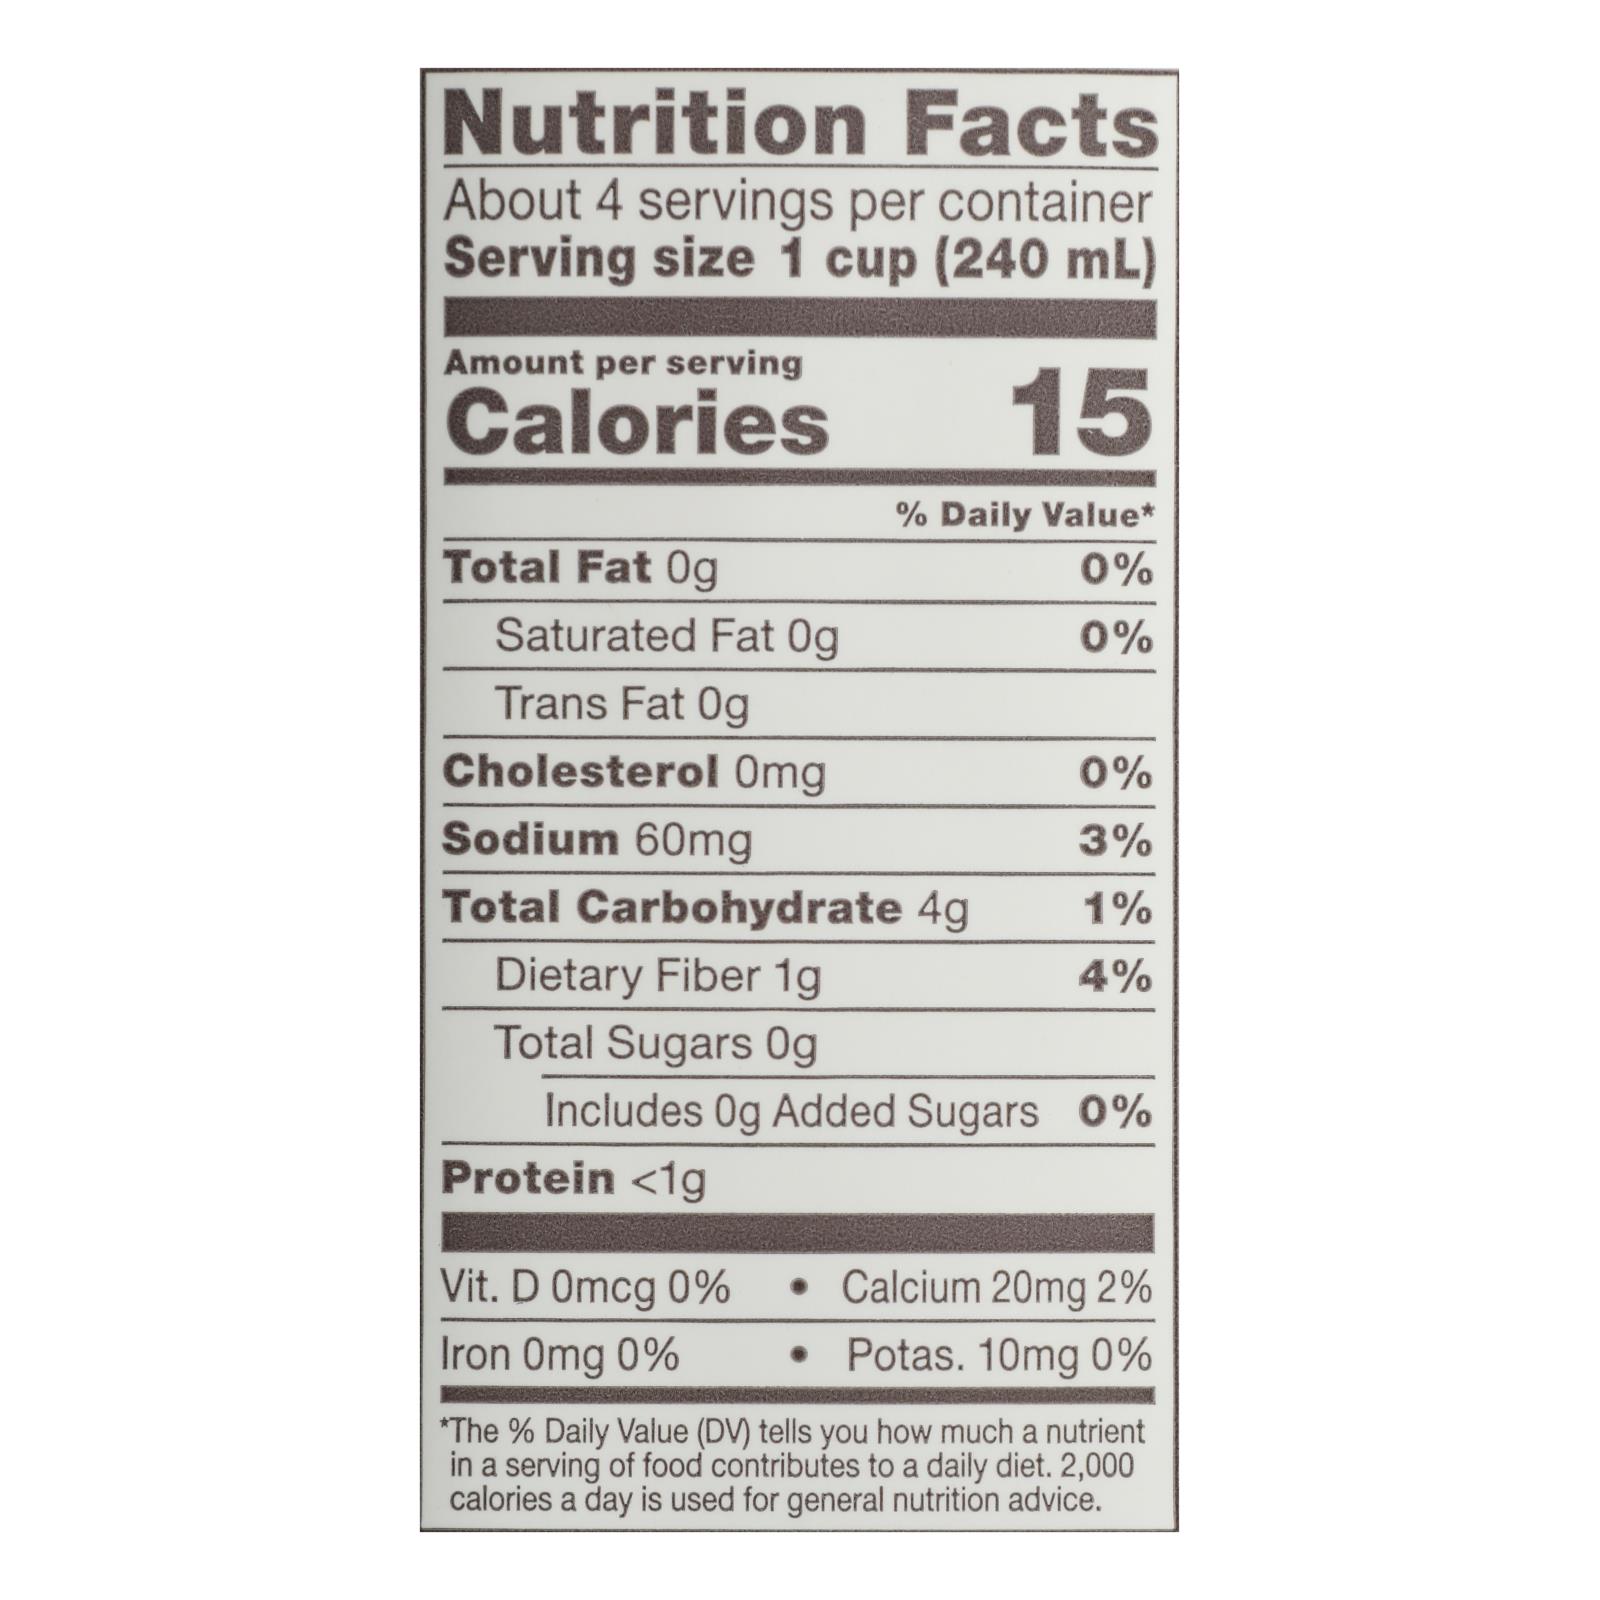 Nutrition Facts
About 4 servings per container
Serving size 1 cup (240 mL)
Amount per serving
Calories 15
% Daily Value*
Total Fat 0g 0%
Saturated Fat 0g 0%
Trans Fat 0g
Cholesterol 0mg 0%
Sodium 60mg 3%
Total Carbohydrate 4g 1%
Dietary Fiber 1g 4%
Total Sugars 0g
Includes 0g Added Sugars 0%
Protein <1g
Vit. D 0mcg 0% • Calcium 20mg 2%
Iron 0mg 0% • Potas. 10mg 0%
*The % Daily Value (DV) tells you how much a nutrient
in a serving of food contributes to a daily diet. 2,000
calories a day is used for general nutrition advice.